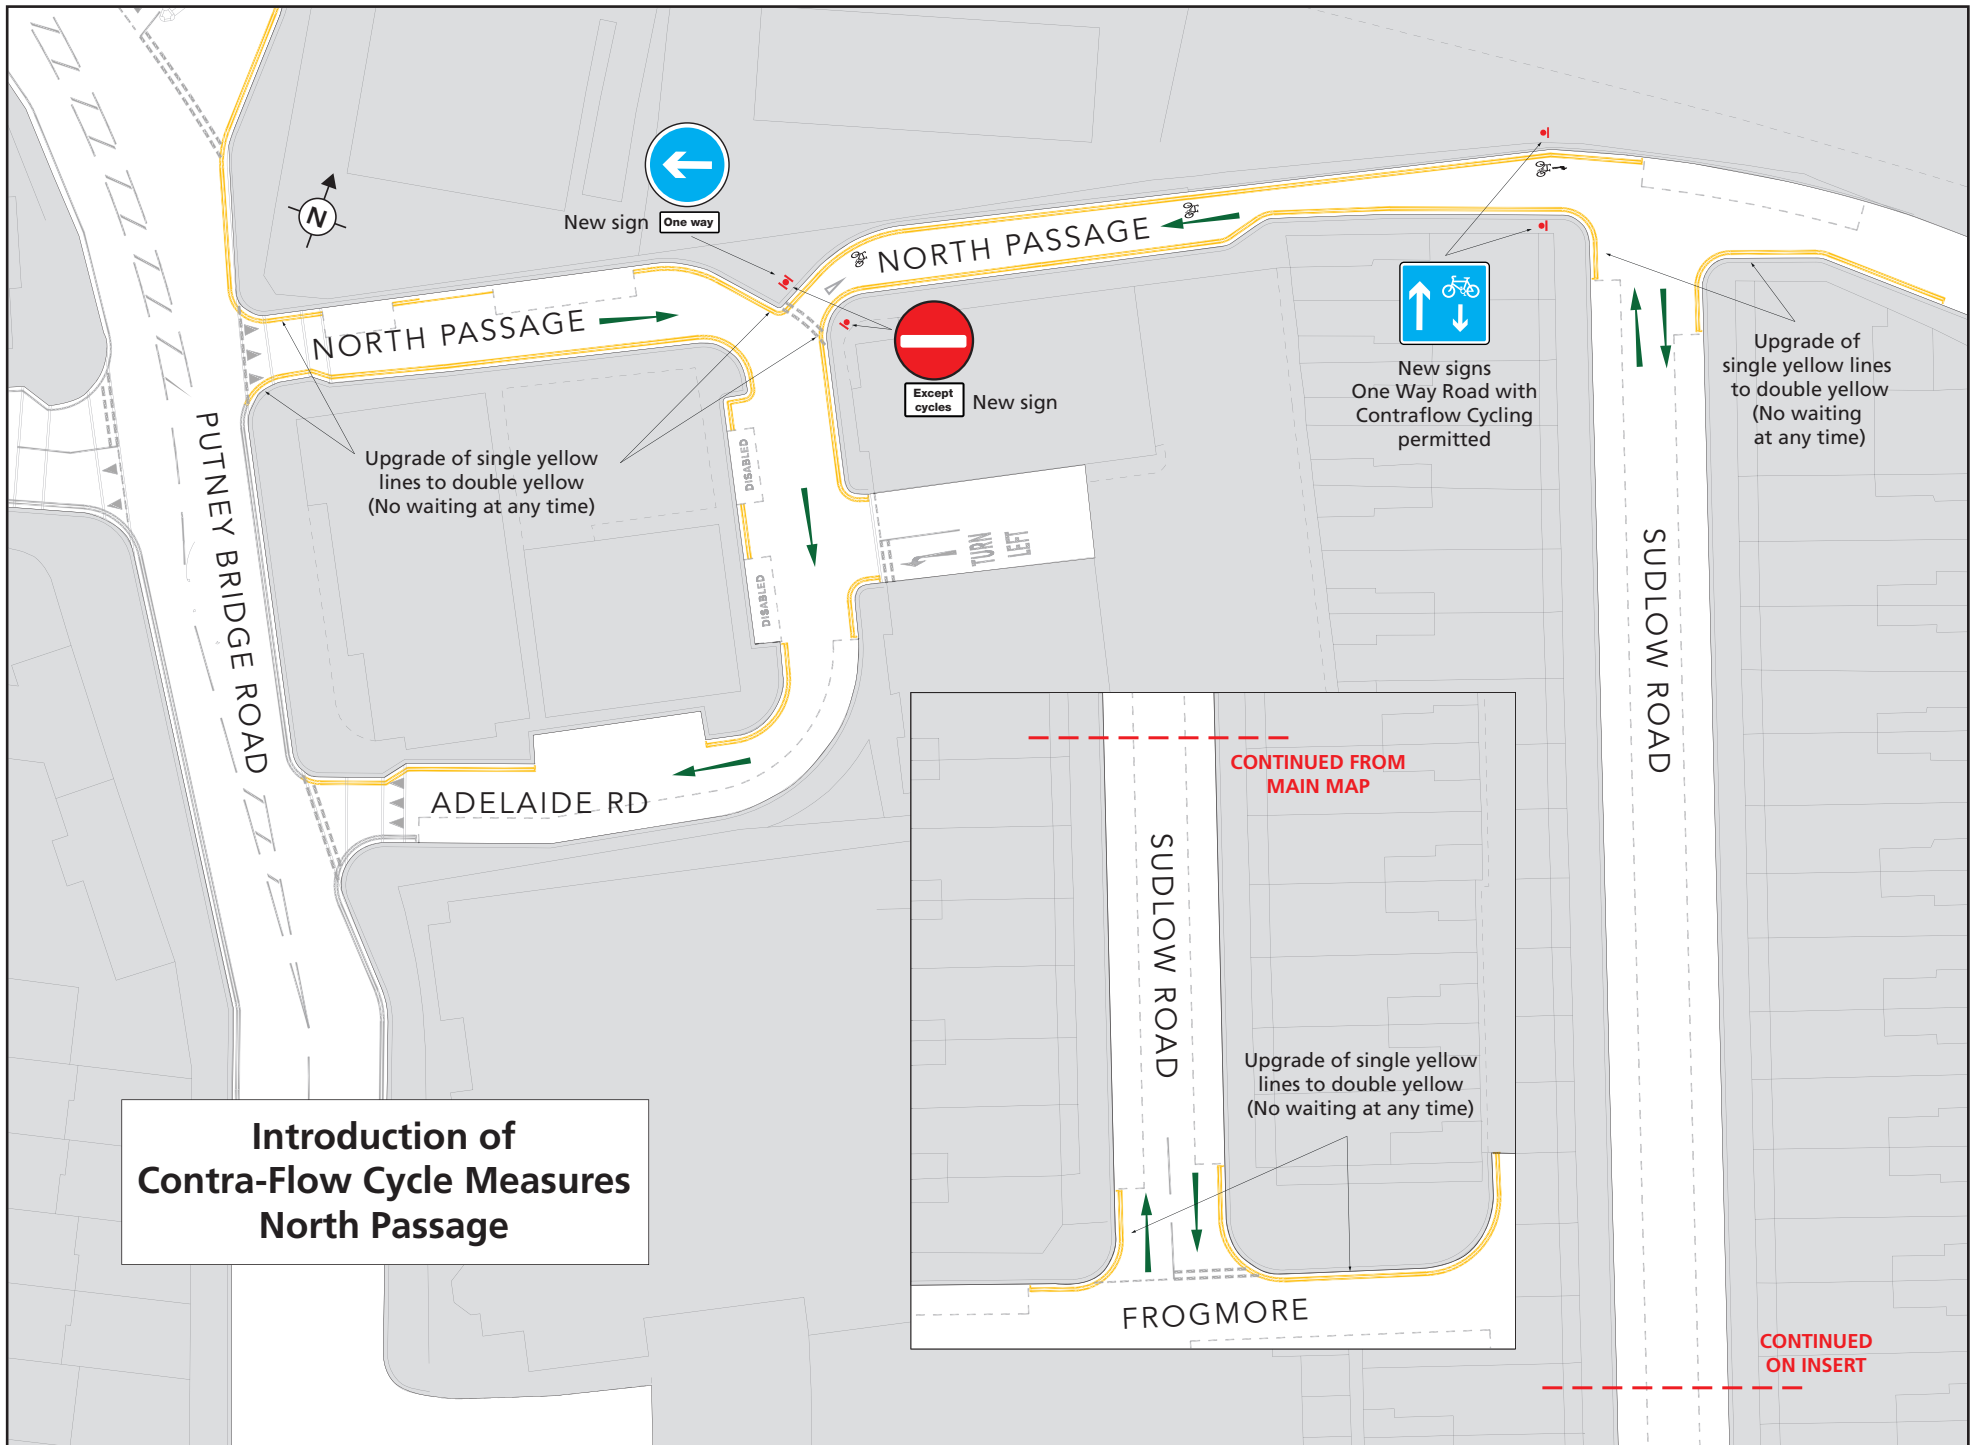 N
New sign
One way
NORTH PASSAGE
NORTH PASSAGE
Except
cycles
New sign
New signs
One Way Road with
Contraflow Cycling
permitted
Upgrade of
single yellow lines
to double yellow
(No waiting
at any time)
Upgrade of single yellow
lines to double yellow
(No waiting at any time)
PUTNEY BRIDGE ROAD
DISABLED
DISABLED
TURN
LEFT
SUDLOW ROAD
ADELAIDE RD
CONTINUED FROM
MAIN MAP
SUDLOW ROAD
Upgrade of single yellow
lines to double yellow
(No waiting at any time)
FROGMORE
Introduction of
Contra-Flow Cycle Measures
North Passage
CONTINUED
ON INSERT